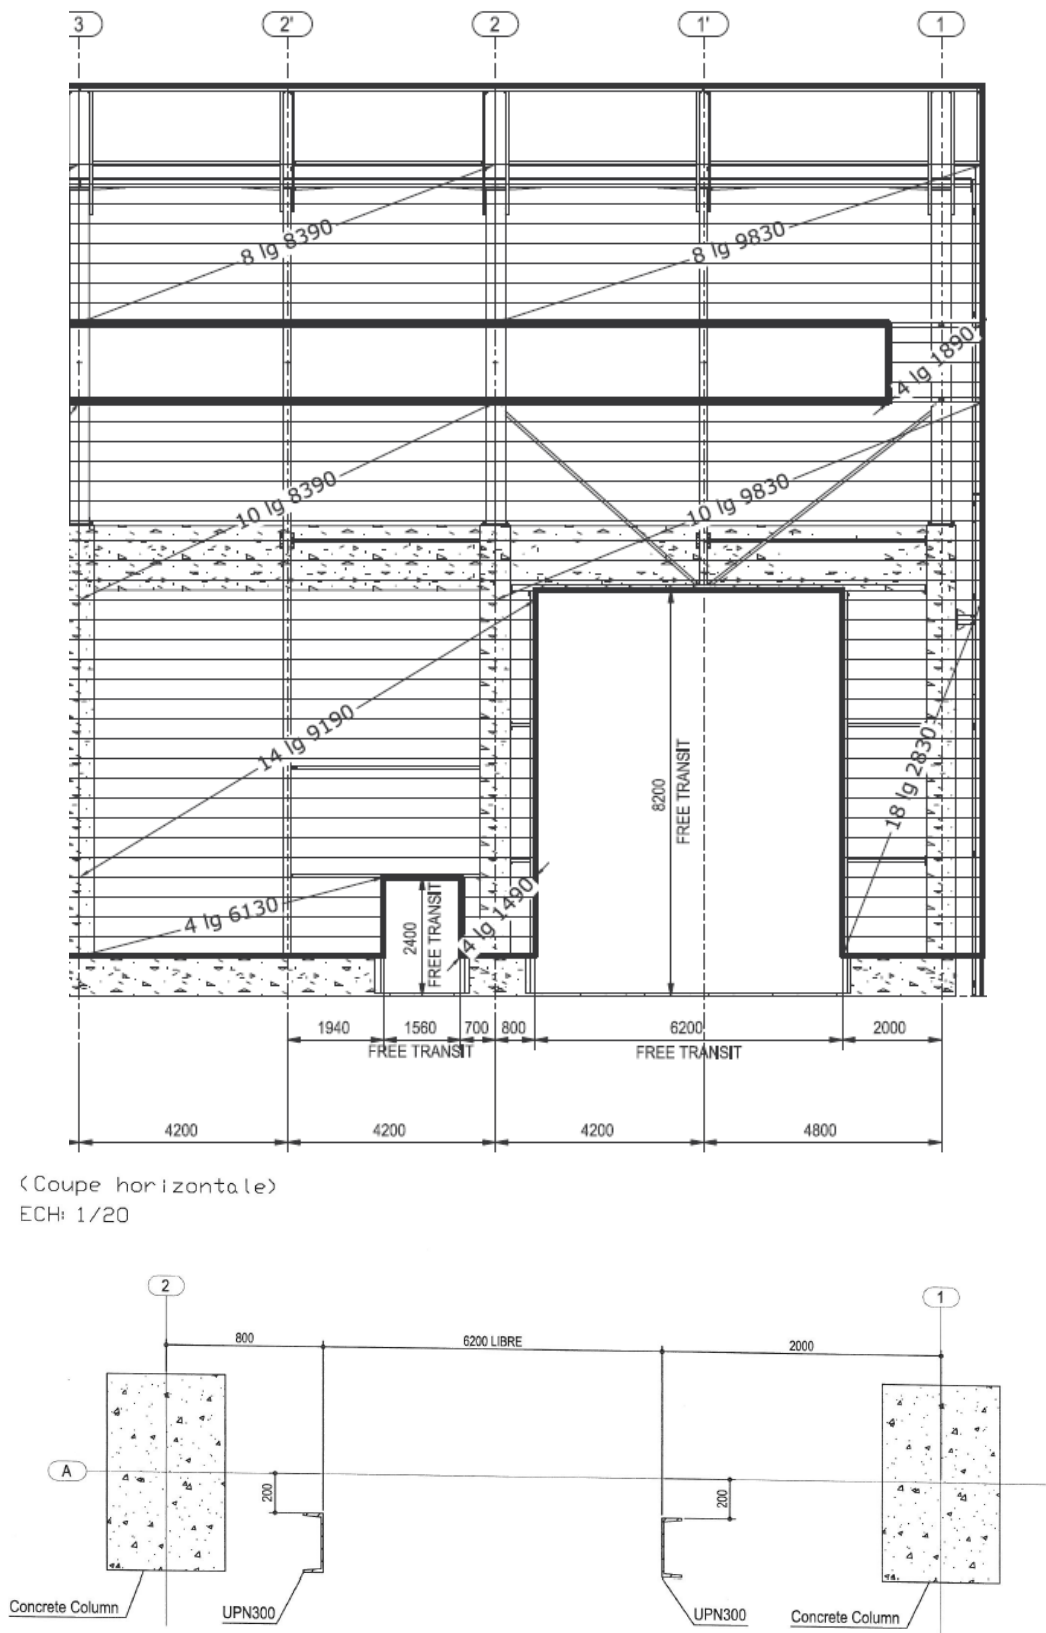 3 2' 2 1' 1
8 lg 8390
8 lg 9830
4 lg 1890
10 lg 8390
10 lg 9830
14 lg 9190
18 lg 2830
8200
FREE TRANSIT
4 lg 6130
2400
FREE TRANSIT
4 lg 1490
1940 1560 700 800 6200 2000
FREE TRANSIT FREE TRANSIT
4200 4200 4200 4800
(Coupe horizontale)
ECH: 1/20
2 1
800 6200 LIBRE 2000
A
200 200
Concrete Column UPN300 UPN300 Concrete Column